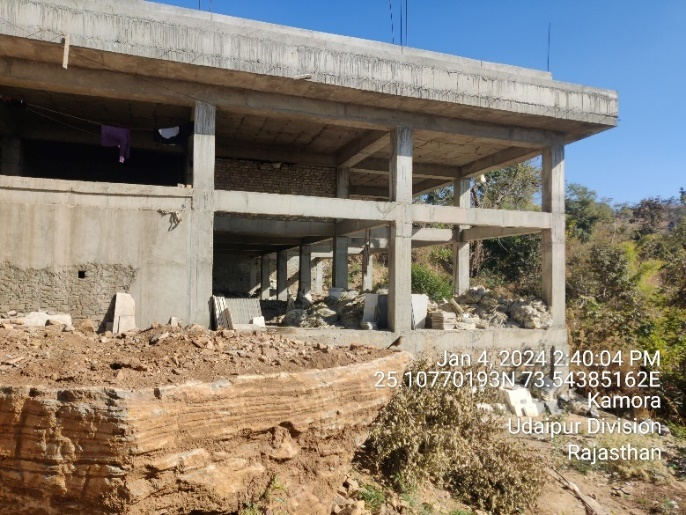 Jan 4, 2024 2:40:04 PM
25.10770193N 73.54385162E
Kamora
Udaipur Division
Rajasthan